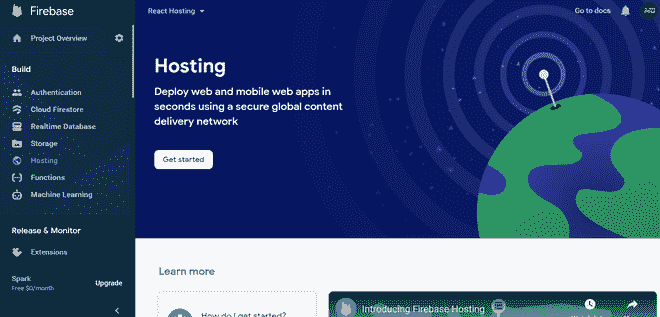 Firebase
React Hosting
Go to docs
Project Overview
Build
Authentication
Cloud Firestore
Realtime Database
Storage
Hosting
Functions
Machine Learning
Release & Monitor
Extensions
Spark
Free $0/month
Upgrade
Hosting
Deploy web and mobile web apps in
seconds using a secure global content
delivery network
Get started
Learn more
How do I get started?
Introducing Firebase Hosting